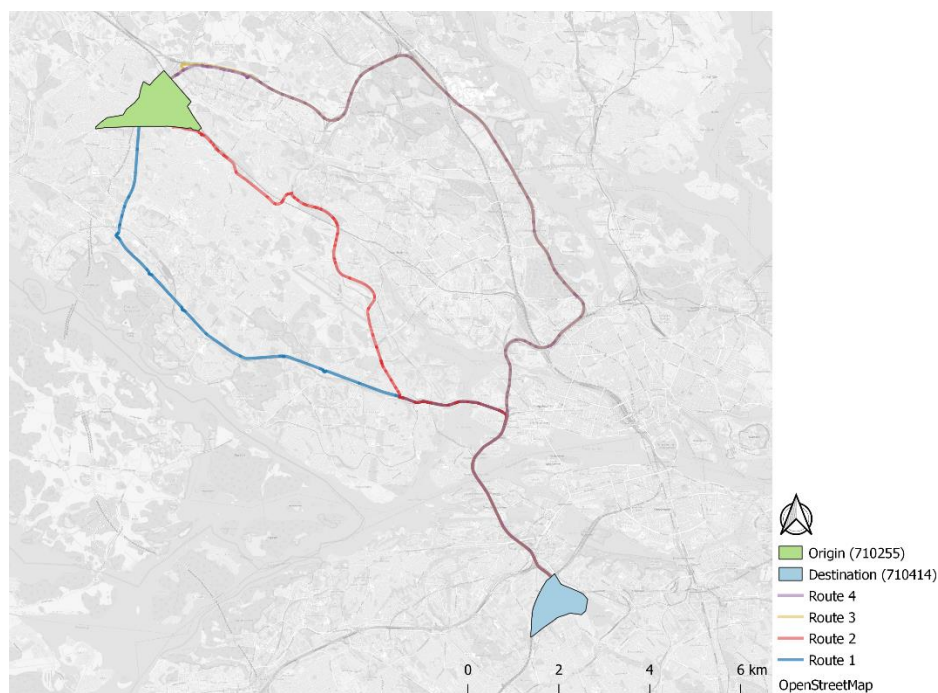 0 2 4 6 km
Origin (710255)
Destination (710414)
Route 4
Route 3
Route 2
Route 1
OpenStreetMap